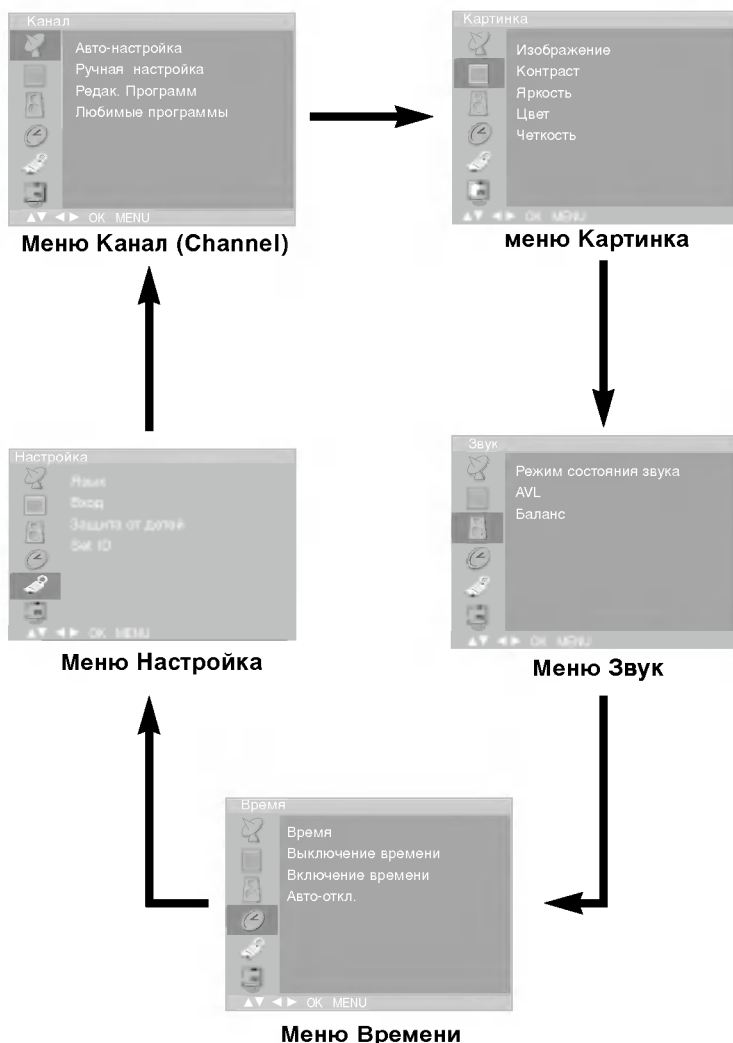 Канал
Авто-настройка
Ручная настройка
Редак. Программ
Любимые программы
▲▼ ◄► OK MENU
Меню Канал (Channel)
Картинка
Изображение
Контраст
Яркость
Цвет
Четкость
▲▼ ◄► OK MENU
меню Картинка
Настройка
Язык
Вход
Защита от детей
Set ID
▲▼ ◄► OK MENU
Меню Настройка
Звук
Режим состояния звука
AVL
Баланс
▲▼ ◄► OK MENU
Меню Звук
Время
Время
Выключение времени
Включение времени
Авто-откл.
▲▼ ◄► OK MENU
Меню Времени